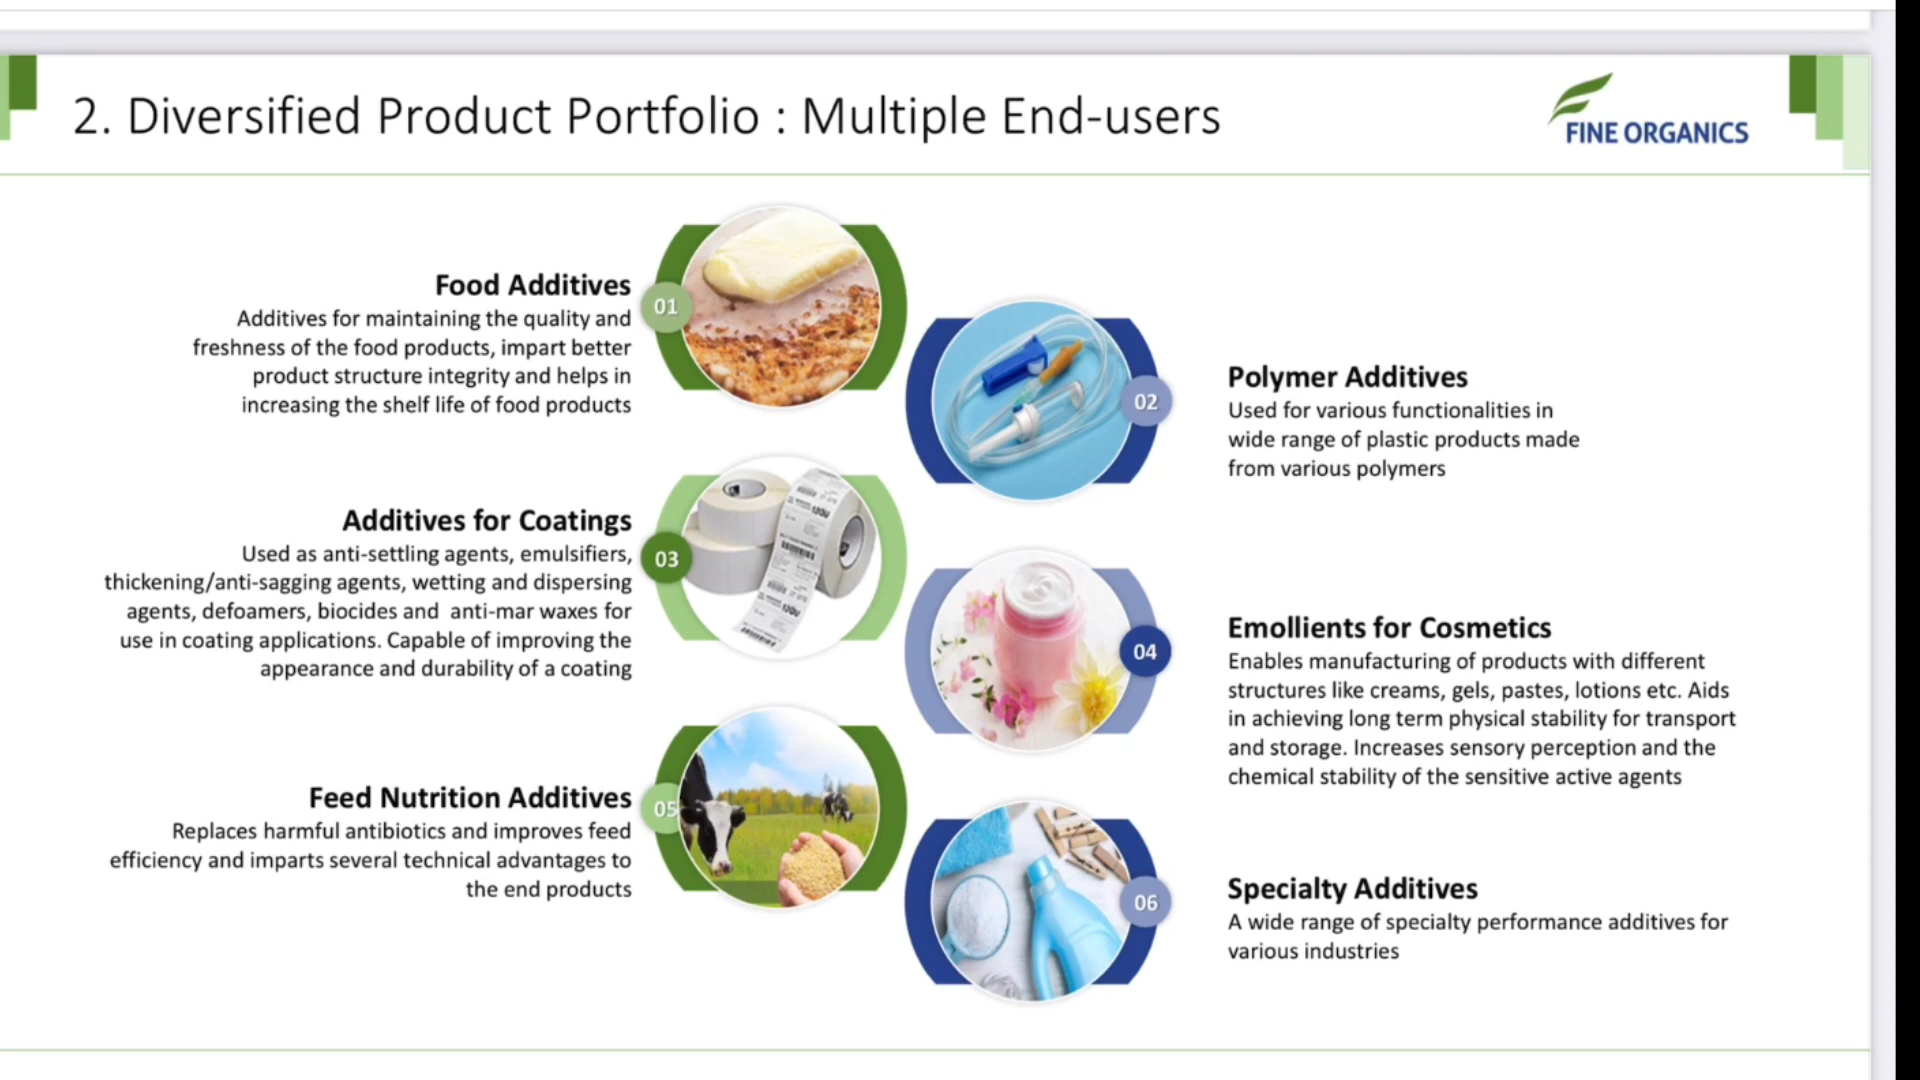 2. Diversified Product Portfolio : Multiple End-users
FINE ORGANICS
Food Additives
Additives for maintaining the quality and
freshness of the food products, impart better
product structure integrity and helps in
increasing the shelf life of food products
01
02
Polymer Additives
Used for various functionalities in
wide range of plastic products made
from various polymers
Additives for Coatings
Used as anti-settling agents, emulsifiers,
thickening/anti-sagging agents, wetting and dispersing
agents, defoamers, biocides and  anti-mar waxes for
use in coating applications. Capable of improving the
appearance and durability of a coating
03
04
Emollients for Cosmetics
Enables manufacturing of products with different
structures like creams, gels, pastes, lotions etc. Aids
in achieving long term physical stability for transport
and storage. Increases sensory perception and the
chemical stability of the sensitive active agents
Feed Nutrition Additives
Replaces harmful antibiotics and improves feed
efficiency and imparts several technical advantages to
the end products
05
06
Specialty Additives
A wide range of specialty performance additives for
various industries